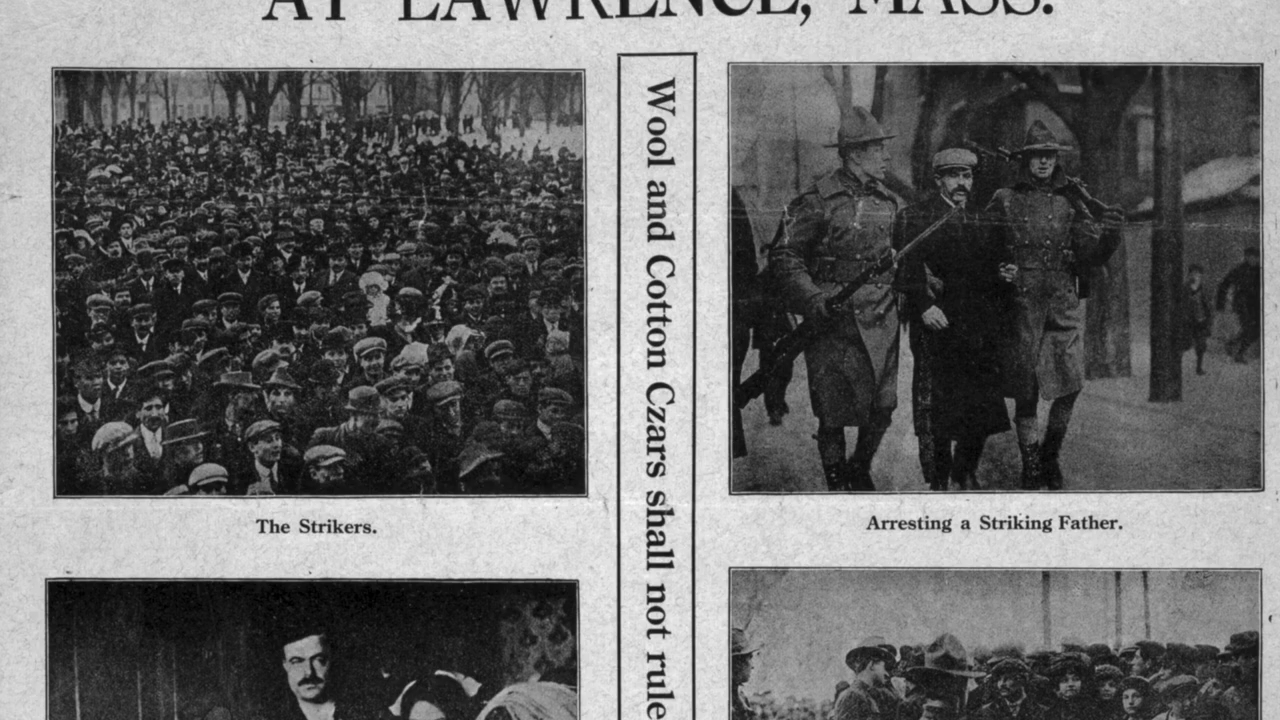 AT LAWRENCE, MASS.
Wool and Cotton Czars shall not rule
The Strikers.
Arresting a Striking Father.